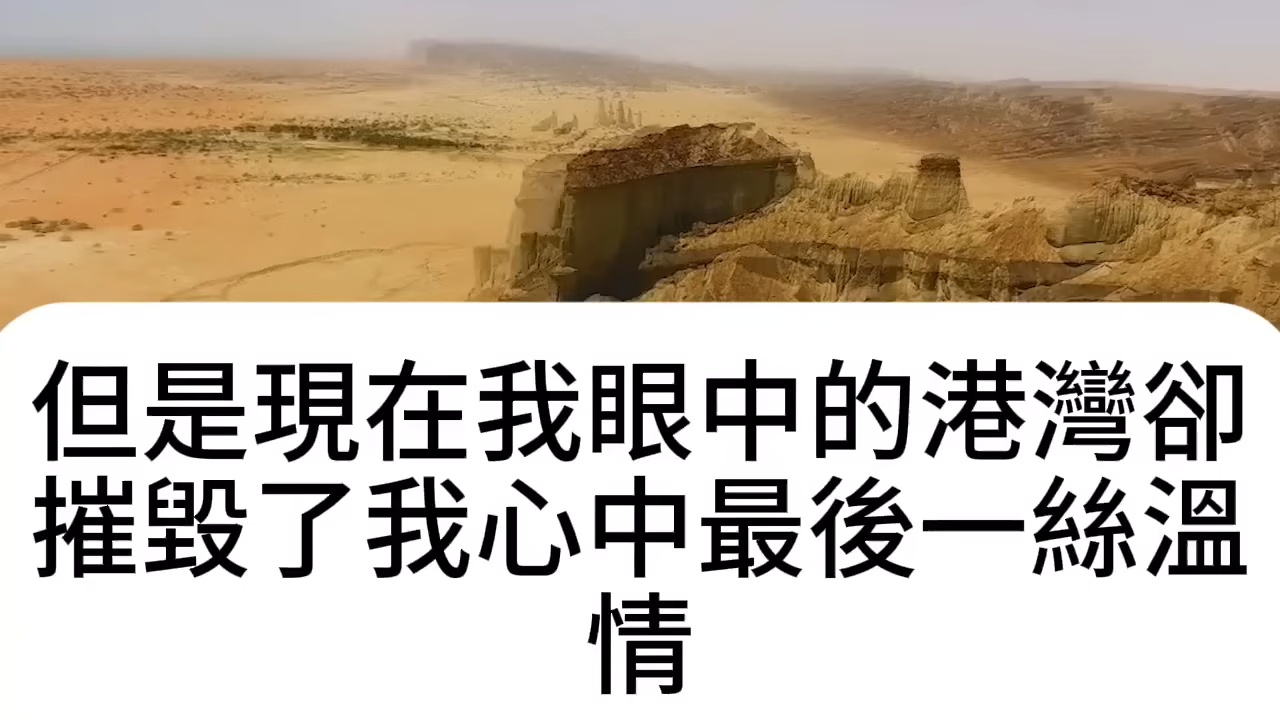 但是現在我眼中的港灣卻
摧毀了我心中最後一絲溫
情